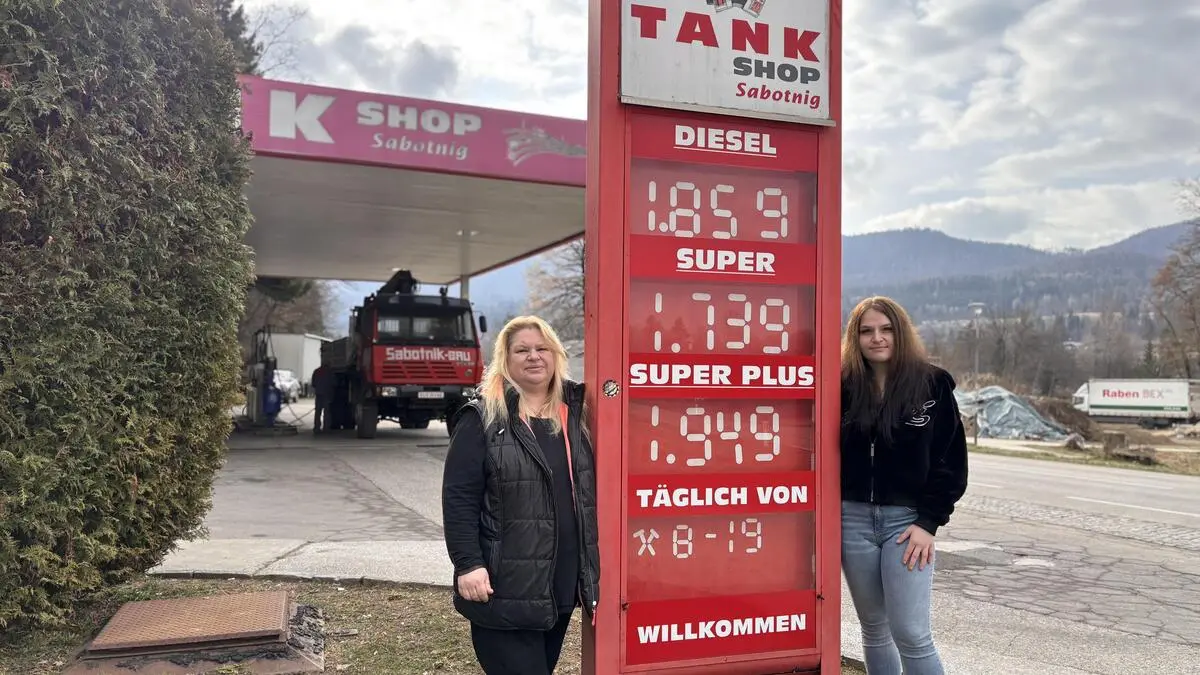 K SHOP
Sabotnig
Sabotnik-BAU
TANK
SHOP
Sabotnig
DIESEL
1.859
SUPER
1.739
SUPER PLUS
1.949
TÄGLICH VON
8-19
WILLKOMMEN
Raben BEX